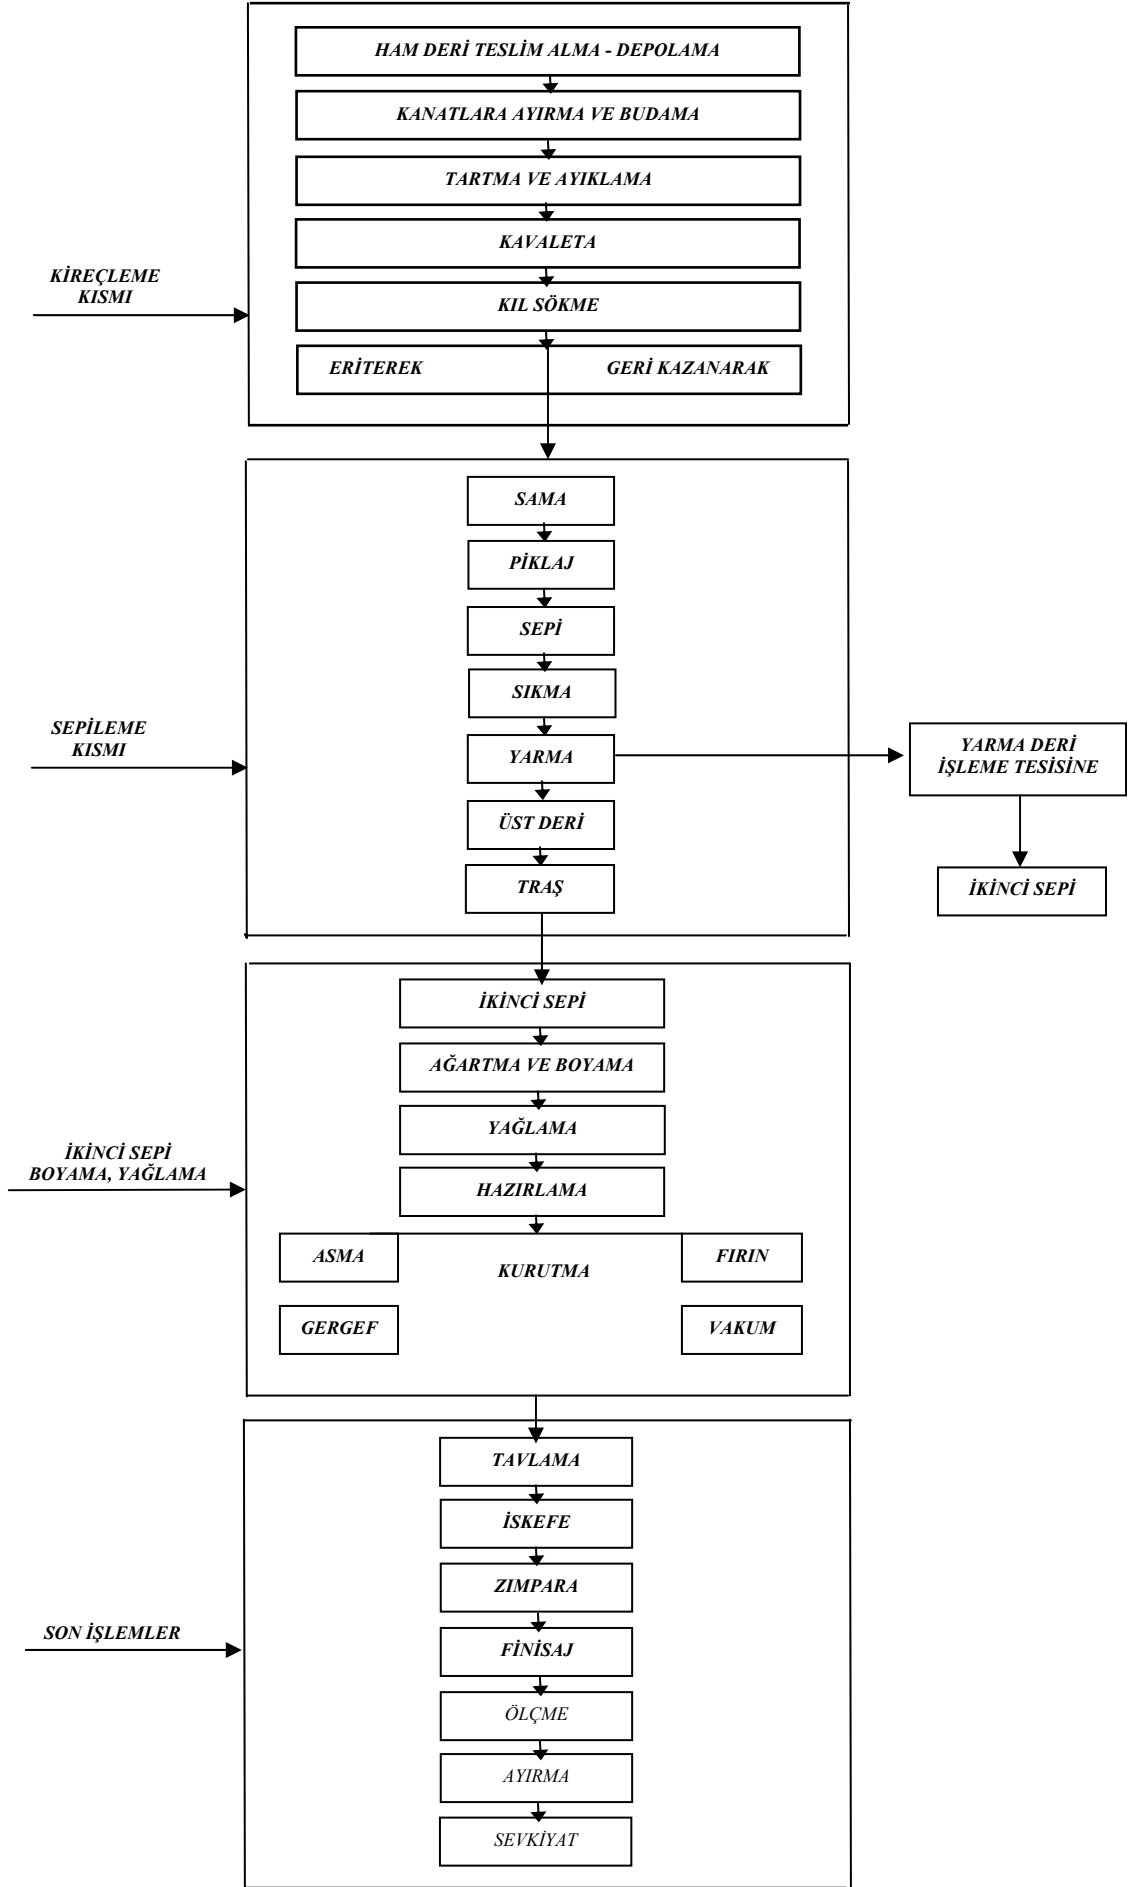 HAM DERİ TESLİM ALMA - DEPOLAMA
KANATLARA AYIRMA VE BUDAMA
TARTMA VE AYIKLAMA
KAVALETA
KİREÇLEME
KISMI
KIL SÖKME
ERİTEREK GERİ KAZANARAK
SAMA
PİKLAJ
SEPİ
SIKMA
SEPİLEME
KISMI
YARMA
YARMA DERİ
İŞLEME TESİSİNE
ÜST DERİ
TRAŞ
İKİNCİ SEPİ
İKİNCİ SEPİ
AĞARTMA VE BOYAMA
YAĞLAMA
İKİNCİ SEPİ
BOYAMA, YAĞLAMA
HAZIRLAMA
ASMA
KURUTMA
FIRIN
GERGEF
VAKUM
TAVLAMA
İSKEFE
ZIMPARA
SON İŞLEMLER
FİNİSAJ
ÖLÇME
AYIRMA
SEVKİYAT